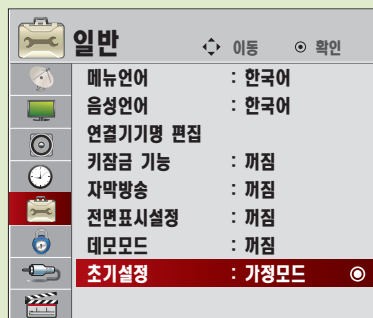 일반 이동 확인
메뉴언어 : 한국어
음성언어 : 한국어
연결기기명 편집
키잠금 기능 : 꺼짐
자막방송 : 꺼짐
전면표시설정 : 꺼짐
데모모드 : 꺼짐
초기설정 : 가정모드